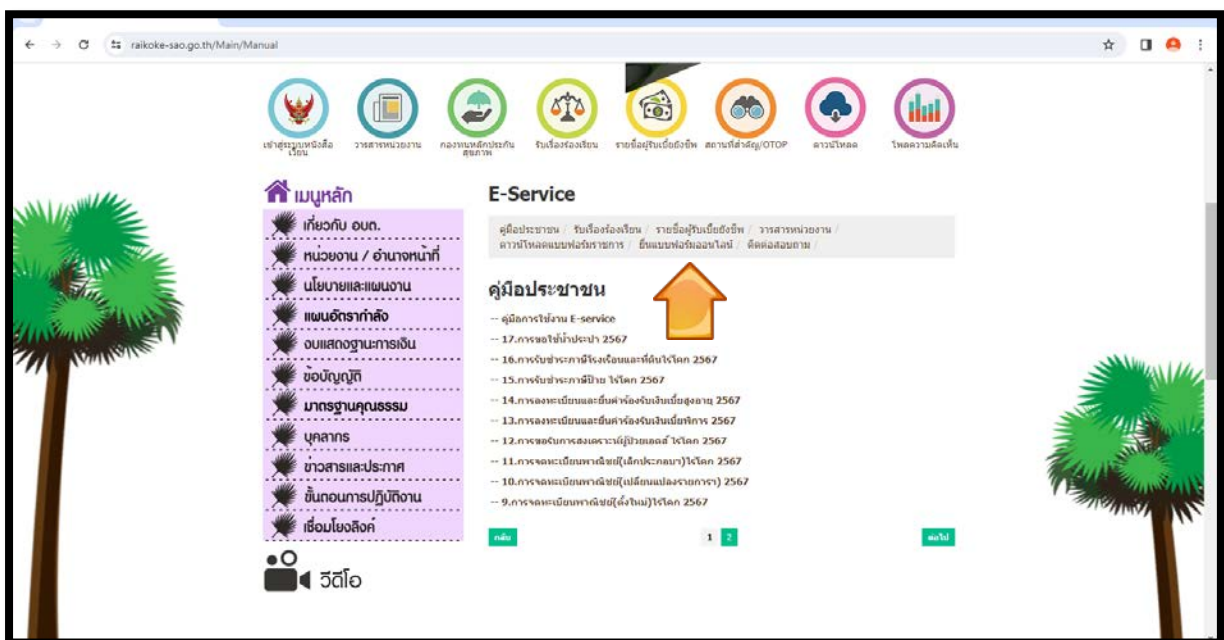 raikoke-sao.go.th/Main/Manual
เข้าสู่ระบบหนังสือเวียน
วารสารหน่วยงาน
กองทุนหลักประกันสุขภาพ
รับเรื่องร้องเรียน
รายชื่อผู้รับเบี้ยยังชีพ
สถานที่สำคัญ/OTOP
ดาวน์โหลด
โพลความคิดเห็น
เมนูหลัก
เกี่ยวกับ อบต.
หน่วยงาน / อำนาจหน้าที่
นโยบายและแผนงาน
แผนอัตรากำลัง
งบแสดงฐานะการเงิน
ข้อบัญญัติ
มาตรฐานคุณธรรม
บุคลากร
ข่าวสารและประกาศ
ขั้นตอนการปฏิบัติงาน
เชื่อมโยงลิงค์
วีดีโอ
E-Service
คู่มือประชาชน / รับเรื่องร้องเรียน / รายชื่อผู้รับเบี้ยยังชีพ / วารสารหน่วยงาน /
ดาวน์โหลดแบบฟอร์มราชการ / ยื่นแบบฟอร์มออนไลน์ / ติดต่อสอบถาม /
คู่มือประชาชน
-- คู่มือการใช้งาน E-service
-- 17.การขอใช้น้ำประปา 2567
-- 16.การรับชำระภาษีโรงเรือนและที่ดินไร่โคก 2567
-- 15.การรับชำระภาษีป้าย ไร่โคก 2567
-- 14.การลงทะเบียนและยื่นคำร้องรับเงินเบี้ยสูงอายุ 2567
-- 13.การลงทะเบียนและยื่นคำร้องรับเงินเบี้ยพิการ 2567
-- 12.การขอรับการสงเคราะห์ผู้ป่วยเอดส์ ไร่โคก 2567
-- 11.การจดทะเบียนพาณิชย์(เลิกประกอบฯ)ไร่โคก 2567
-- 10.การจดทะเบียนพาณิชย์(เปลี่ยนแปลงรายการฯ) 2567
-- 9.การจดทะเบียนพาณิชย์(ตั้งใหม่)ไร่โคก 2567
กลับ
1 2
ต่อไป